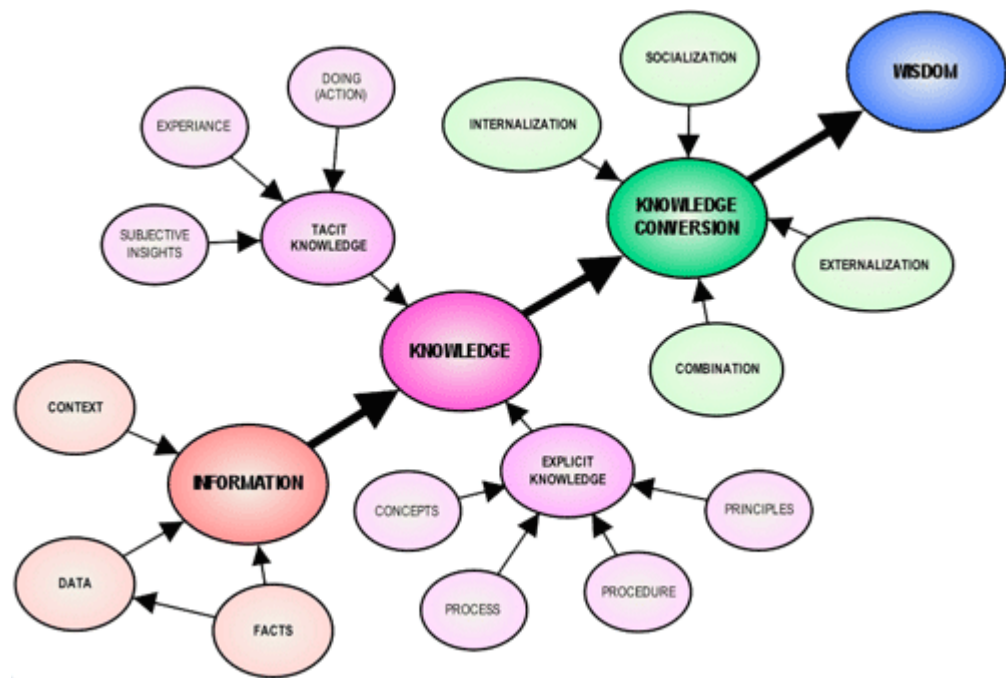 SOCIALIZATION
WISDOM
DOING
(ACTION)
INTERNALIZATION
EXPERIANCE
KNOWLEDGE
CONVERSION
TACIT
KNOWLEDGE
SUBJECTIVE
INSIGHTS
EXTERNALIZATION
KNOWLEDGE
COMBINATION
CONTEXT
INFORMATION
EXPLICIT
KNOWLEDGE
CONCEPTS
PRINCIPLES
DATA
PROCESS
PROCEDURE
FACTS